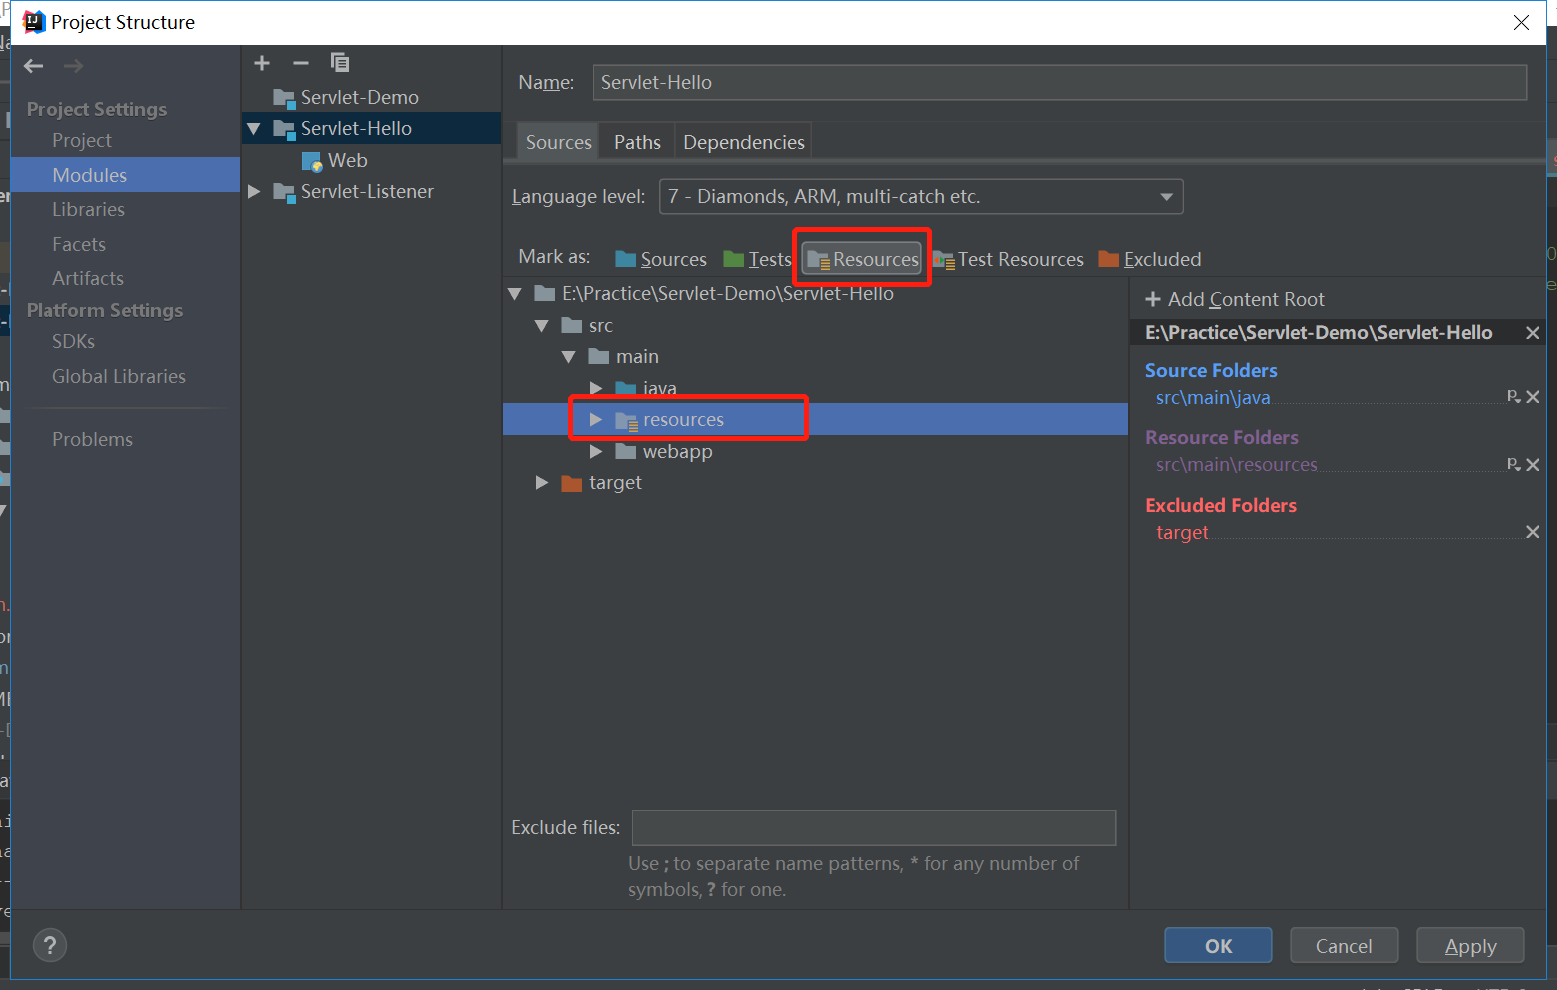 Project Structure
Project Settings
Project
Modules
Libraries
Facets
Artifacts
Platform Settings
SDKs
Global Libraries
Problems
Servlet-Demo
Servlet-Hello
Web
Servlet-Listener
Name: Servlet-Hello
Sources Paths Dependencies
Language level: 7 - Diamonds, ARM, multi-catch etc.
Mark as: Sources Tests Resources Test Resources Excluded
E:\Practice\Servlet-Demo\Servlet-Hello
src
main
java
resources
webapp
target
Exclude files:
Use ; to separate name patterns, * for any number of
symbols, ? for one.
+ Add Content Root
E:\Practice\Servlet-Demo\Servlet-Hello
Source Folders
src\main\java
Resource Folders
src\main\resources
Excluded Folders
target
? OK Cancel Apply